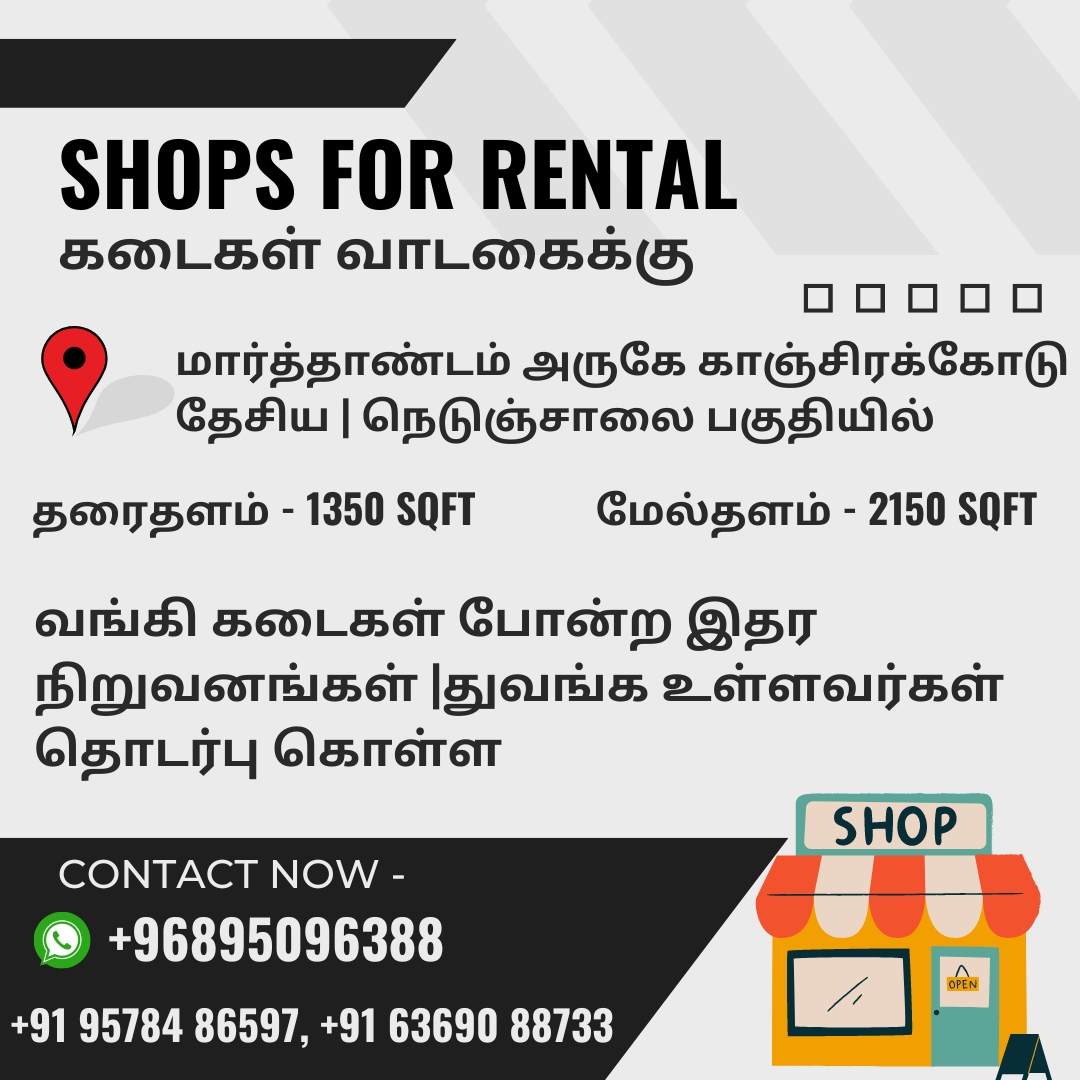 SHOPS FOR RENTAL
கடைகள் வாடகைக்கு
மார்த்தாண்டம் அருகே காஞ்சிரக்கோடு
தேசிய | நெடுஞ்சாலை பகுதியில்
தரைதளம் - 1350 SQFT
மேல்தளம் - 2150 SQFT
வங்கி கடைகள் போன்ற இதர
நிறுவனங்கள் |துவங்க உள்ளவர்கள்
தொடர்பு கொள்ள
SHOP
OPEN
CONTACT NOW -
+96895096388
+91 95784 86597, +91 63690 88733